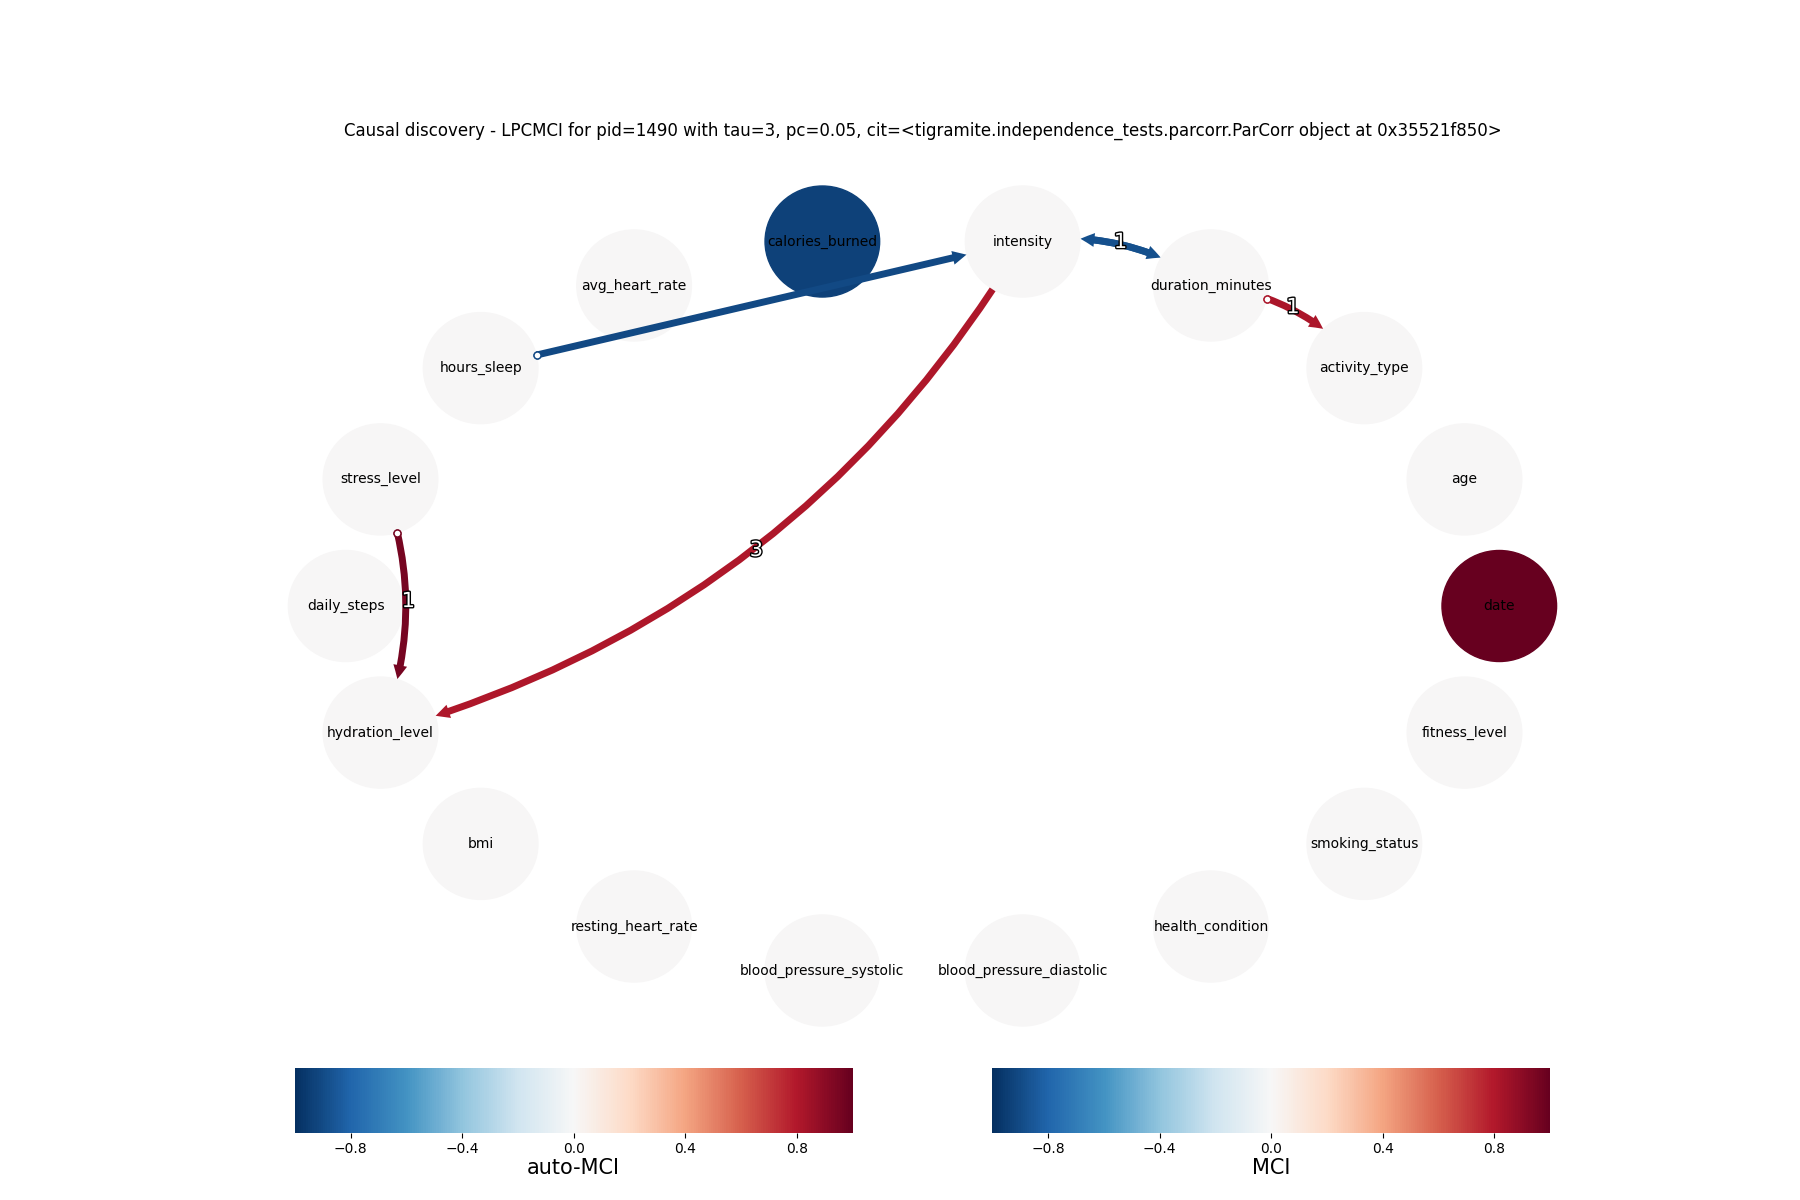 Causal discovery - LPCMCI for pid=1490 with tau=3, pc=0.05, cit=<tigramite.independence_tests.parcorr.ParCorr object at 0x35521f850>
calories_burned
intensity
1
avg_heart_rate
duration_minutes
1
hours_sleep
activity_type
stress_level
age
3
1
daily_steps
date
hydration_level
fitness_level
bmi
smoking_status
resting_heart_rate
health_condition
blood_pressure_systolic
blood_pressure_diastolic
−0.8 −0.4 0.0 0.4 0.8
auto-MCI
−0.8 −0.4 0.0 0.4 0.8
MCI